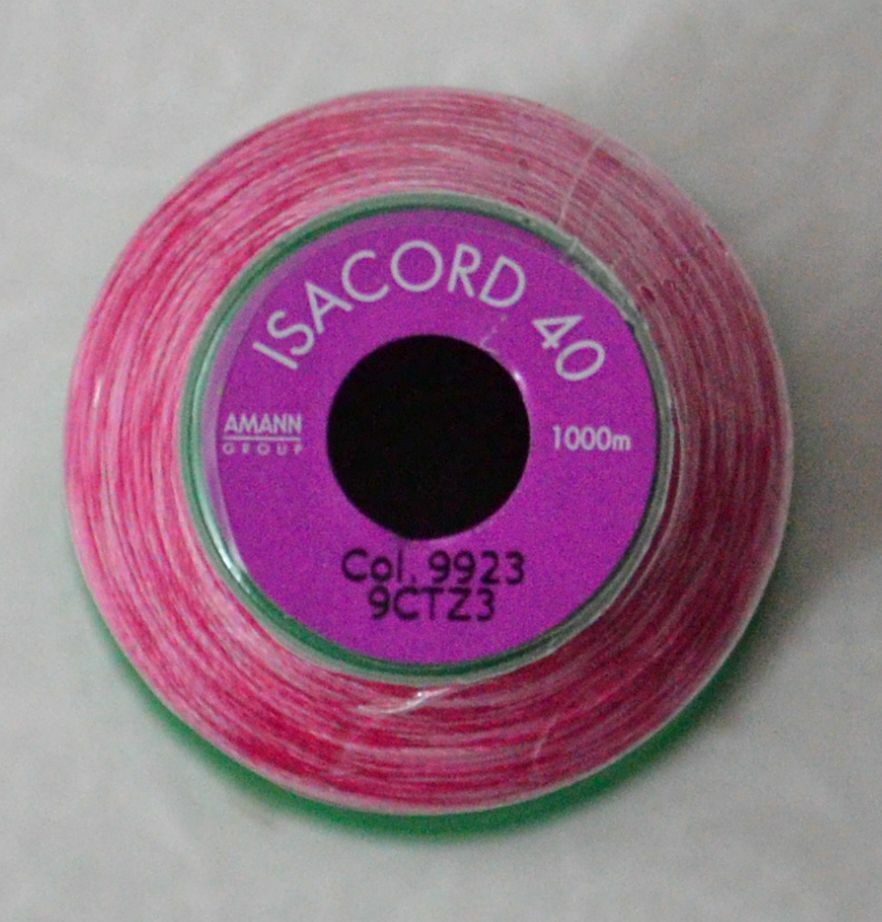 ISACORD 40
AMANN
GROUP
1000m
Col. 9923
9CTZ3